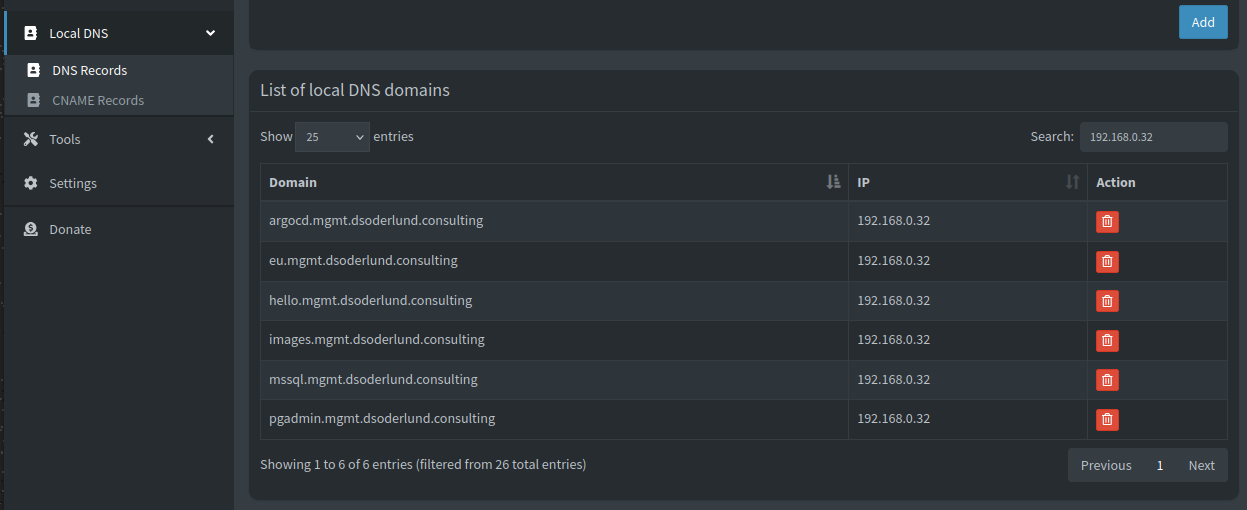 Local DNS
DNS Records
CNAME Records
Tools
Settings
Donate
Add
List of local DNS domains
Show 25 entries
Search: 192.168.0.32
Domain IP Action
argocd.mgmt.dsoderlund.consulting 192.168.0.32
eu.mgmt.dsoderlund.consulting 192.168.0.32
hello.mgmt.dsoderlund.consulting 192.168.0.32
images.mgmt.dsoderlund.consulting 192.168.0.32
mssql.mgmt.dsoderlund.consulting 192.168.0.32
pgadmin.mgmt.dsoderlund.consulting 192.168.0.32
Showing 1 to 6 of 6 entries (filtered from 26 total entries)
Previous 1 Next